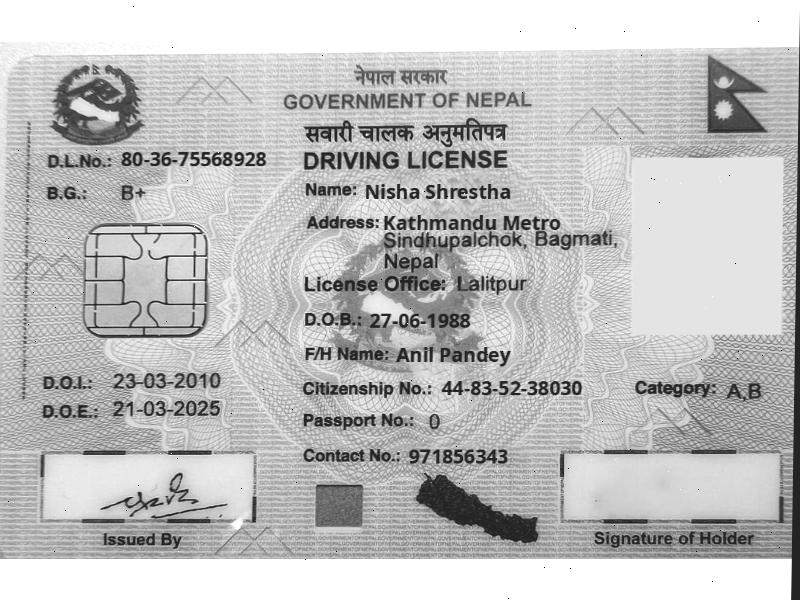 नेपाल सरकार
GOVERNMENT OF NEPAL
सवारी चालक अनुमतिपत्र
DRIVING LICENSE
D.L.No.: 80-36-75568928
B.G.: B+
Name: Nisha Shrestha
Address: Kathmandu Metro
Sindhupalchok, Bagmati,
Nepal
License Office: Lalitpur
D.O.B.: 27-06-1988
F/H Name: Anil Pandey
D.O.I.: 23-03-2010
Citizenship No.: 44-83-52-38030
Category: A,B
D.O.E.: 21-03-2025
Passport No.: 0
Contact No.: 971856343
Issued By
Signature of Holder